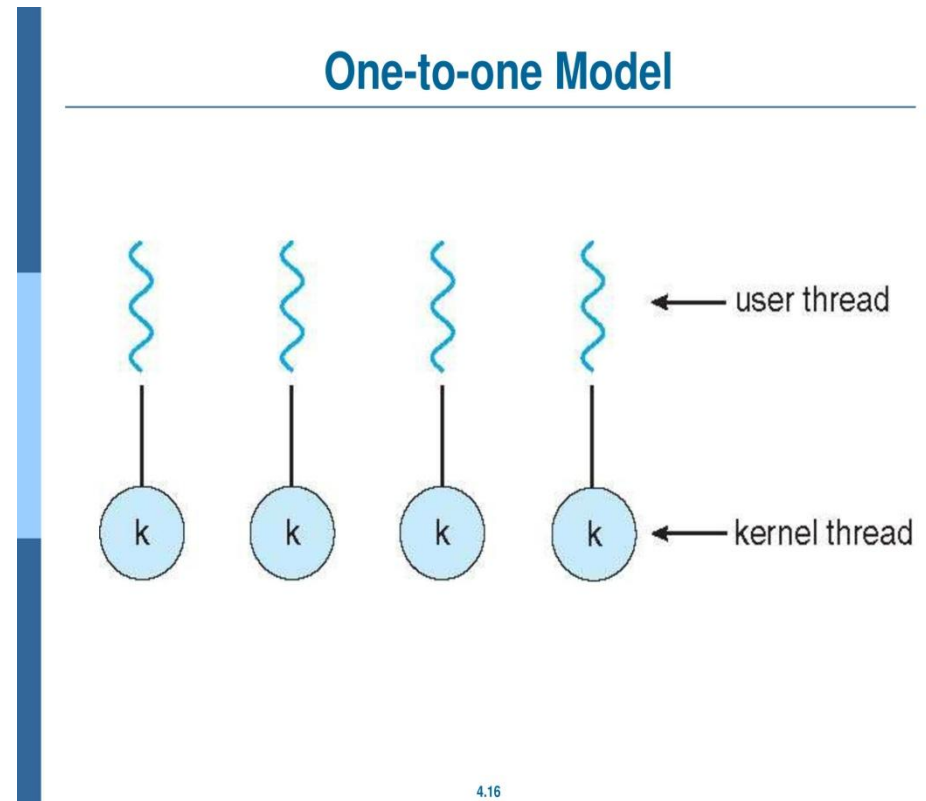 One-to-one Model
user thread
k
k
k
k
kernel thread
4.16